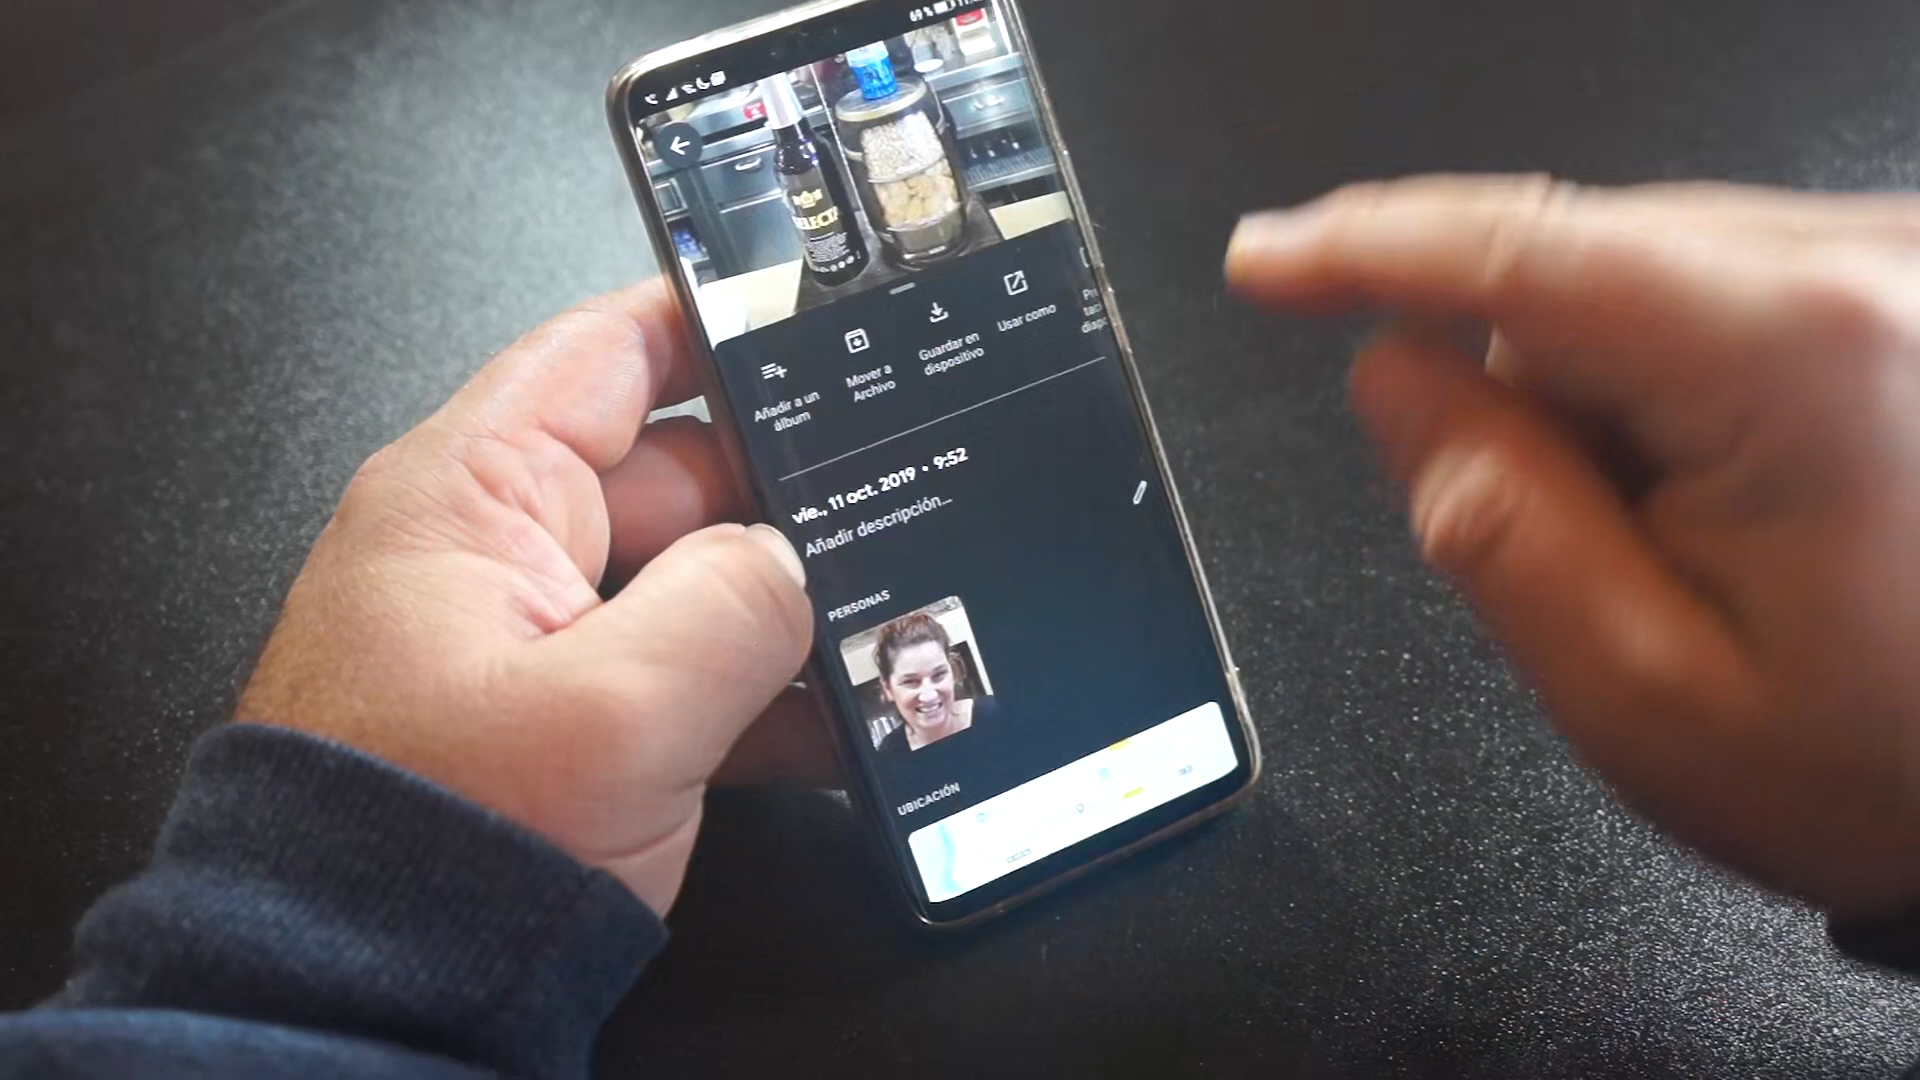 69 %
Añadir a un
álbum
Mover a
Archivo
Guardar en
dispositivo
Usar como
vie., 11 oct. 2019 • 9:52
Añadir descripción...
PERSONAS
UBICACIÓN